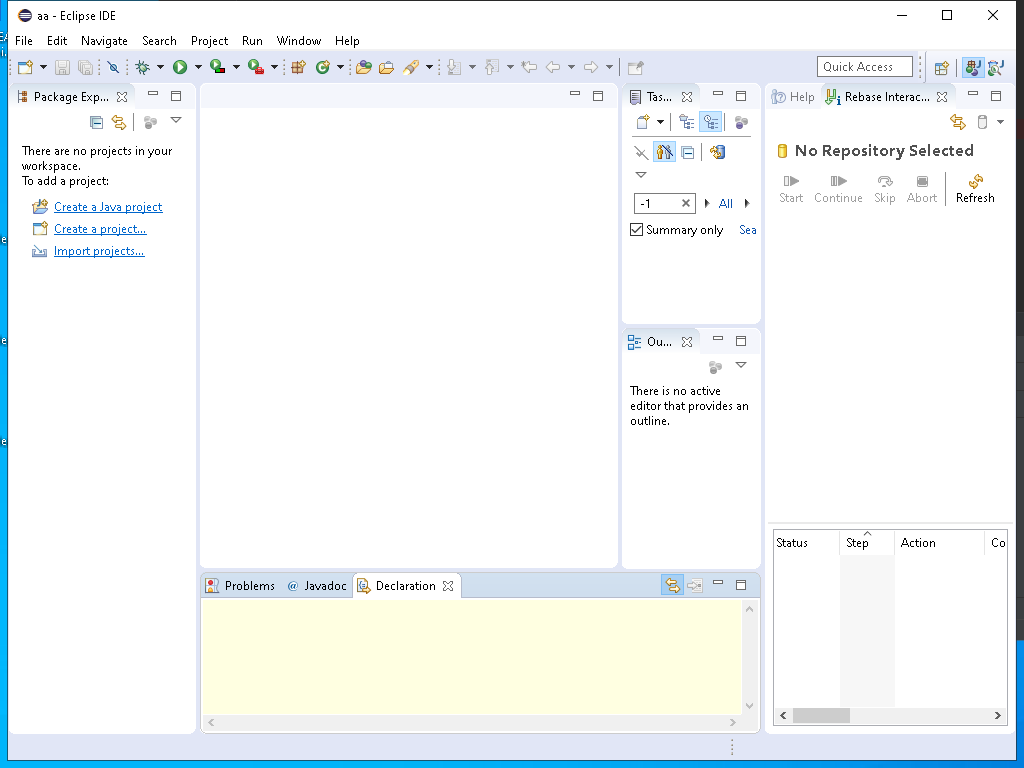 aa - Eclipse IDE
File Edit Navigate Search Project Run Window Help
Quick Access
Package Exp...
There are no projects in your
workspace.
To add a project:
Create a Java project
Create a project...
Import projects...
Tas...
-1
All
Summary only Sea
Ou...
There is no active
editor that provides an
outline.
Help Rebase Interac...
No Repository Selected
Start Continue Skip Abort Refresh
Status Step Action Co
Problems @ Javadoc Declaration